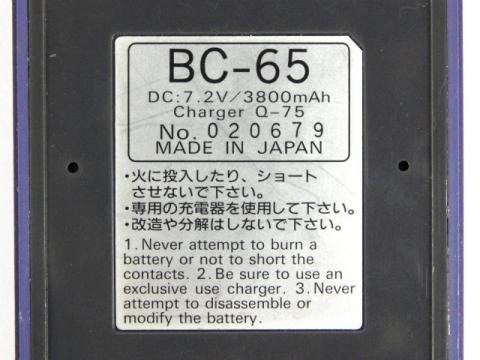 BC-65
DC:7.2V/3800mAh
Charger Q-75
No. 020679
MADE IN JAPAN
・火に投入したり、ショート
させないで下さい。
・専用の充電器を使用して下さい。
・改造や分解はしないで下さい。
1. Never attempt to burn a
battery or not to short the
contacts. 2. Be sure to use an
exclusive use charger. 3. Never
attempt to disassemble or
modify the battery.